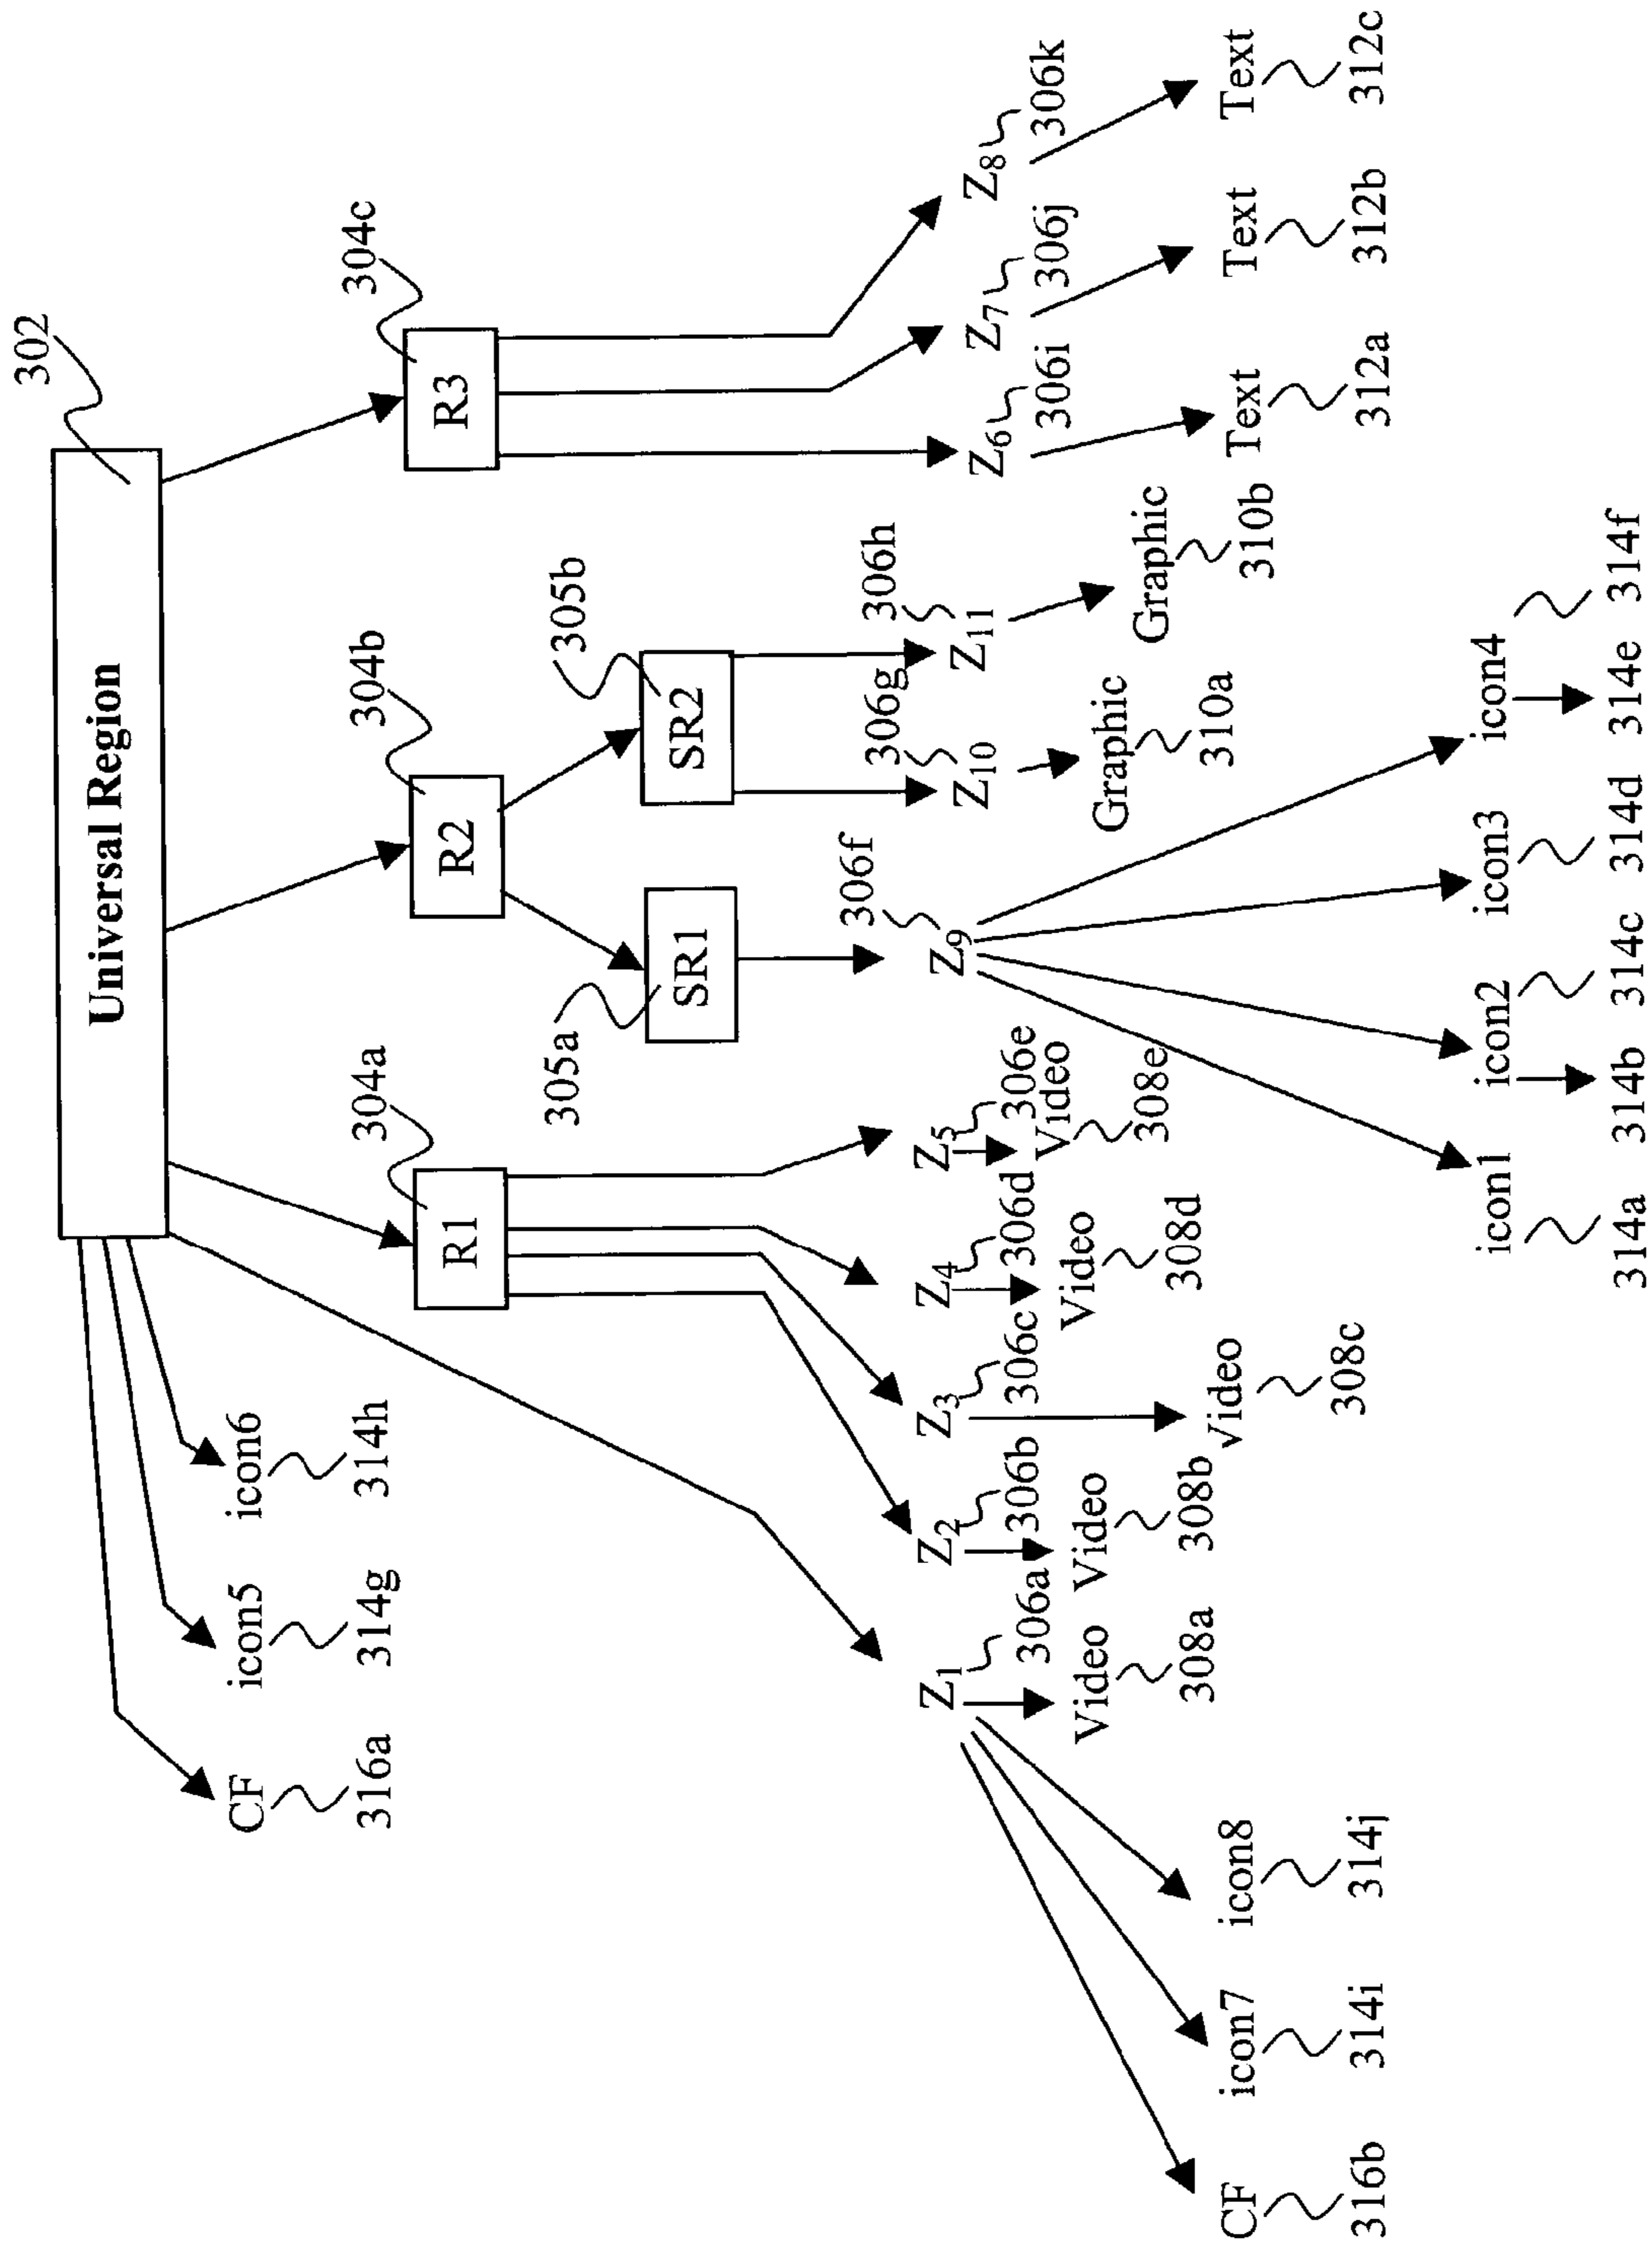 302
Universal Region
304a
304b
304c
R1
R2
R3
CF
icon5
icon6
316a
314g
314h
305a
305b
SR1
SR2
306f
306g
306h
Z1
Z2
Z3
Z4
Z5
Z9
Z10
Z11
Z6
Z7
Z8
306a
306b
306c
306d
306e
306i
306j
306k
Video
Video
Video
Video
Video
Graphic
Graphic
308a
308b
308c
308d
308e
310a
310b
CF
icon7
icon8
Text
Text
Text
316b
314i
314j
312a
312b
312c
icon1
icon2
icon3
icon4
314a
314b
314c
314d
314e
314f